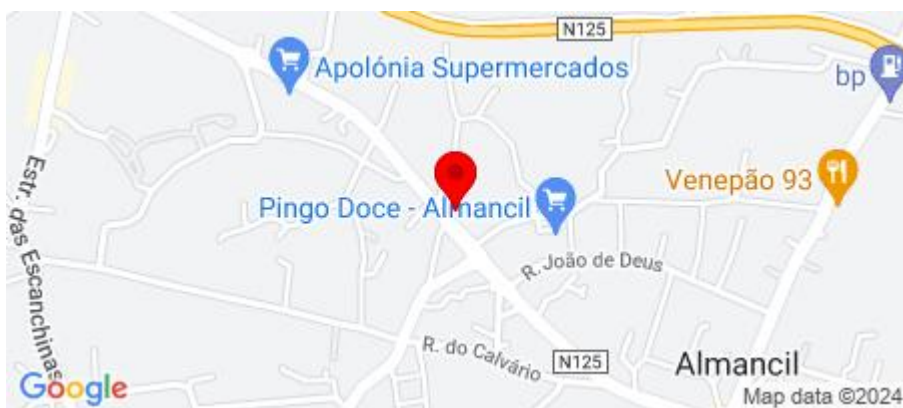 N125
Apolónia Supermercados
bp
Venepão 93
Pingo Doce - Almancil
Estr. das Escanchinas
R. João de Deus
R. do Calvário
N125
Almancil
Google
Map data ©2024